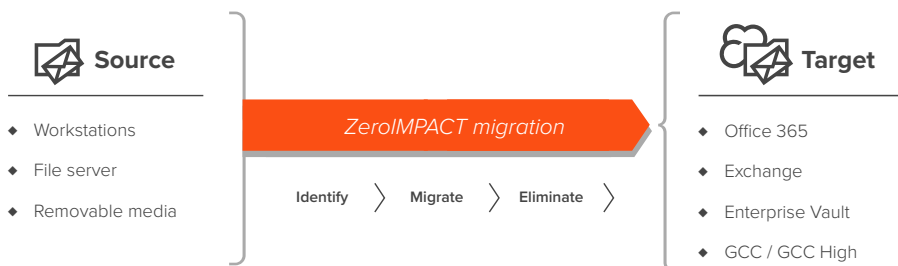 Source
Workstations
File server
Removable media
ZeroIMPACT migration
Identify
Migrate
Eliminate
Target
Office 365
Exchange
Enterprise Vault
GCC / GCC High